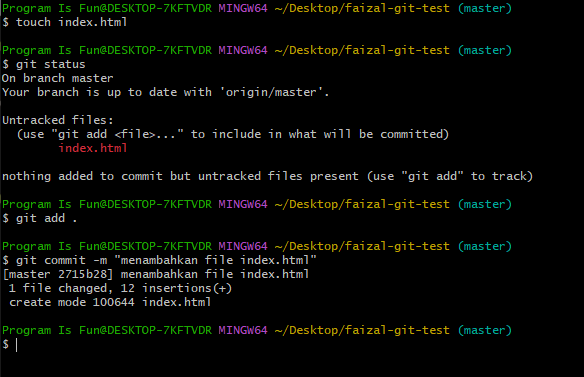 Program Is Fun@DESKTOP-7KFTVDR MINGW64 ~/Desktop/faizal-git-test (master)
$ touch index.html
Program Is Fun@DESKTOP-7KFTVDR MINGW64 ~/Desktop/faizal-git-test (master)
$ git status
On branch master
Your branch is up to date with 'origin/master'.
Untracked files:
  (use "git add <file>..." to include in what will be committed)
        index.html
nothing added to commit but untracked files present (use "git add" to track)
Program Is Fun@DESKTOP-7KFTVDR MINGW64 ~/Desktop/faizal-git-test (master)
$ git add .
Program Is Fun@DESKTOP-7KFTVDR MINGW64 ~/Desktop/faizal-git-test (master)
$ git commit -m "menambahkan file index.html"
[master 2715b28] menambahkan file index.html
 1 file changed, 12 insertions(+)
 create mode 100644 index.html
Program Is Fun@DESKTOP-7KFTVDR MINGW64 ~/Desktop/faizal-git-test (master)
$